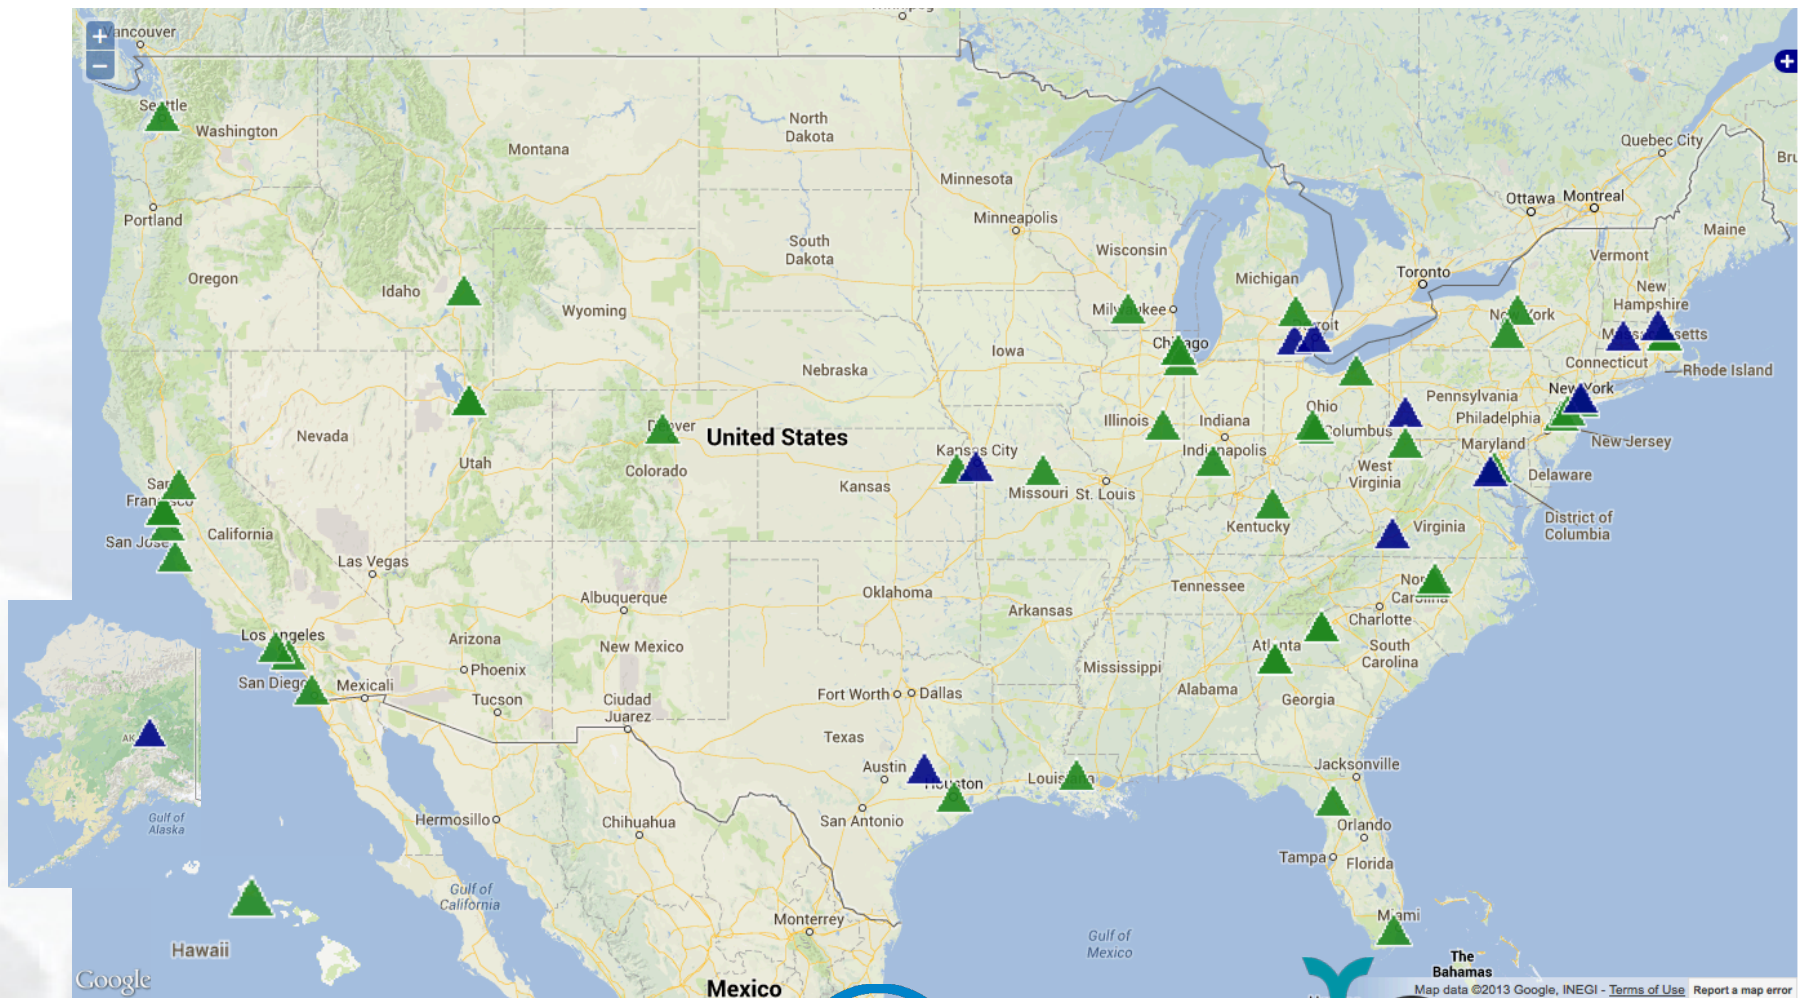 Vancouver
+
−
+
Seattle
Washington
North
Dakota
Montana
Quebec City
Minnesota
Portland
Ottawa
Montreal
Minneapolis
Maine
South
Dakota
Wisconsin
Vermont
Oregon
Idaho
Michigan
Toronto
New
Hampshire
Wyoming
Milwaukee
New York
Detroit
Massachusetts
Chicago
Iowa
Connecticut
Nebraska
Rhode Island
New York
Pennsylvania
Ohio
Illinois
Indiana
Philadelphia
Denver
United States
Columbus
New Jersey
Nevada
Maryland
Kansas City
Indianapolis
Utah
Colorado
West
Virginia
Delaware
San
Francisco
Kansas
Missouri
St. Louis
District of
Columbia
Kentucky
Virginia
California
San Jose
Las Vegas
Albuquerque
Oklahoma
Tennessee
North
Carolina
Arkansas
Charlotte
Los Angeles
Arizona
New Mexico
Atlanta
South
Carolina
Phoenix
Mississippi
San Diego
Mexicali
Fort Worth
Dallas
Alabama
Tucson
Ciudad
Juarez
Georgia
AK
Texas
Austin
Jacksonville
Houston
Louisiana
Gulf of
Alaska
Hermosillo
Chihuahua
San Antonio
Orlando
Tampa
Florida
Gulf of
California
Monterrey
Miami
Hawaii
Gulf of
Mexico
The
Bahamas
Google
Mexico
Map data ©2013 Google, INEGI - Terms of Use
Report a map error